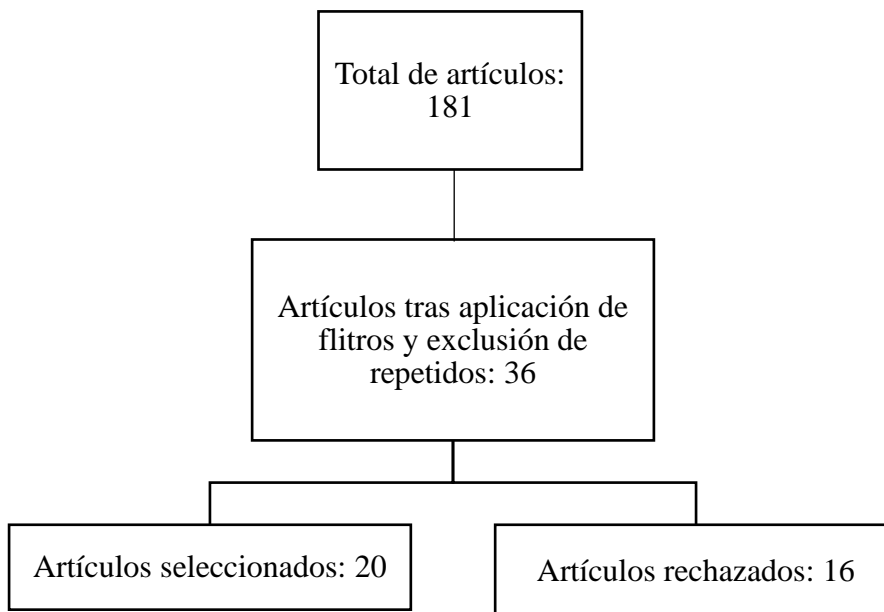 Total de artículos:
181
Artículos tras aplicación de
flitros y exclusión de
repetidos: 36
Artículos seleccionados: 20
Artículos rechazados: 16